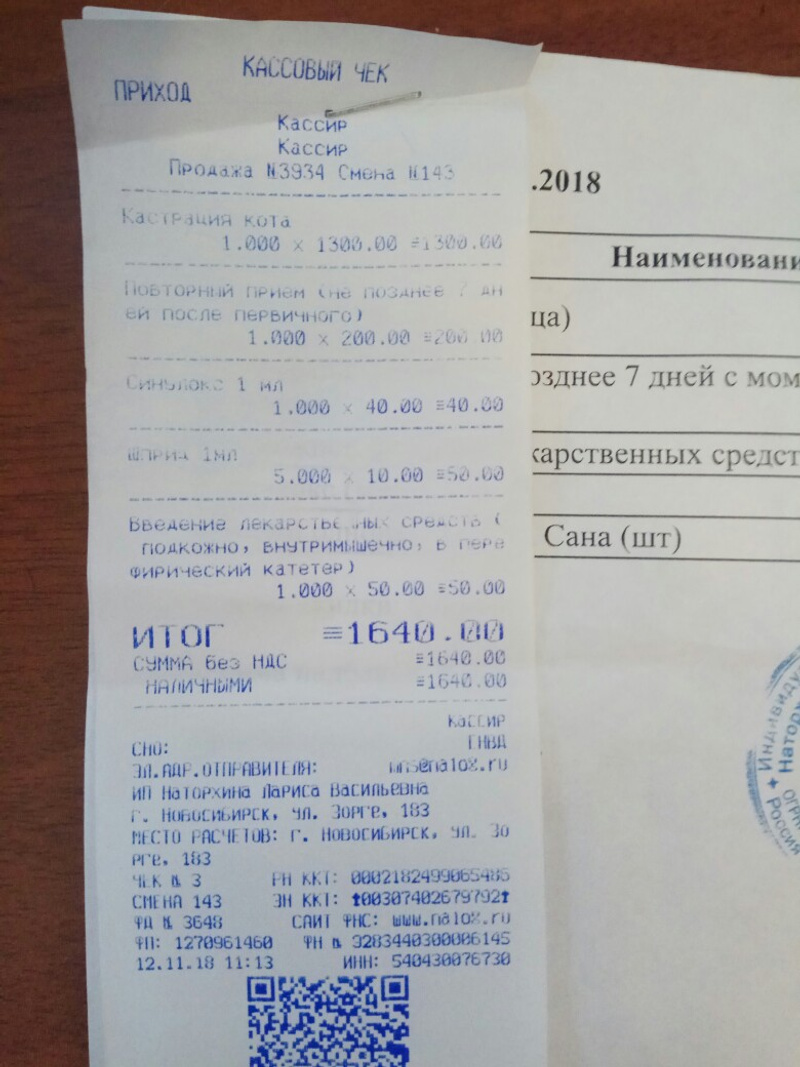 КАССОВЫЙ ЧЕК
ПРИХОД
Кассир
Кассир
Продажа №3934 Смена №143
Кастрация кота
1.000 x 1300.00 ≡1300.00
Повторный прием (не позднее 7 дн
ей после первичного)
1.000 x 200.00 ≡200.00
Синулокс 1 мл
1.000 x 40.00 ≡40.00
Шприц 1мл
5.000 x 10.00 ≡50.00
Введение лекарственных средств (
подкожно, внутримышечно, в пере
фирический катетер)
1.000 x 50.00 ≡50.00
ИТОГ ≡1640.00
СУММА без НДС ≡1640.00
НАЛИЧНЫМИ ≡1640.00
Кассир
СНО: ЕНВД
ЭЛ.АДР.ОТПРАВИТЕЛЯ: @nalog.ru
ИП Наторхина Лариса Васильевна
г. Новосибирск, ул. Зорге, 183
МЕСТО РАСЧЕТОВ: г. Новосибирск, ул. Зо
рге, 183
ЧЕК № 3 РН ККТ: 0002182499065485
СМЕНА 143 ЗН ККТ: 00307402679792
ФД № 3648 САЙТ ФНС: www.nalog.ru
ФП: 1270961460 ФН № 9283440300006145
12.11.18 11:13 ИНН: 540430076730
.2018
Наименовани
ца)
озднее 7 дней с мом
карственных средст
Сана (шт)
Индивиду
Наторх
ОГРН
Россия